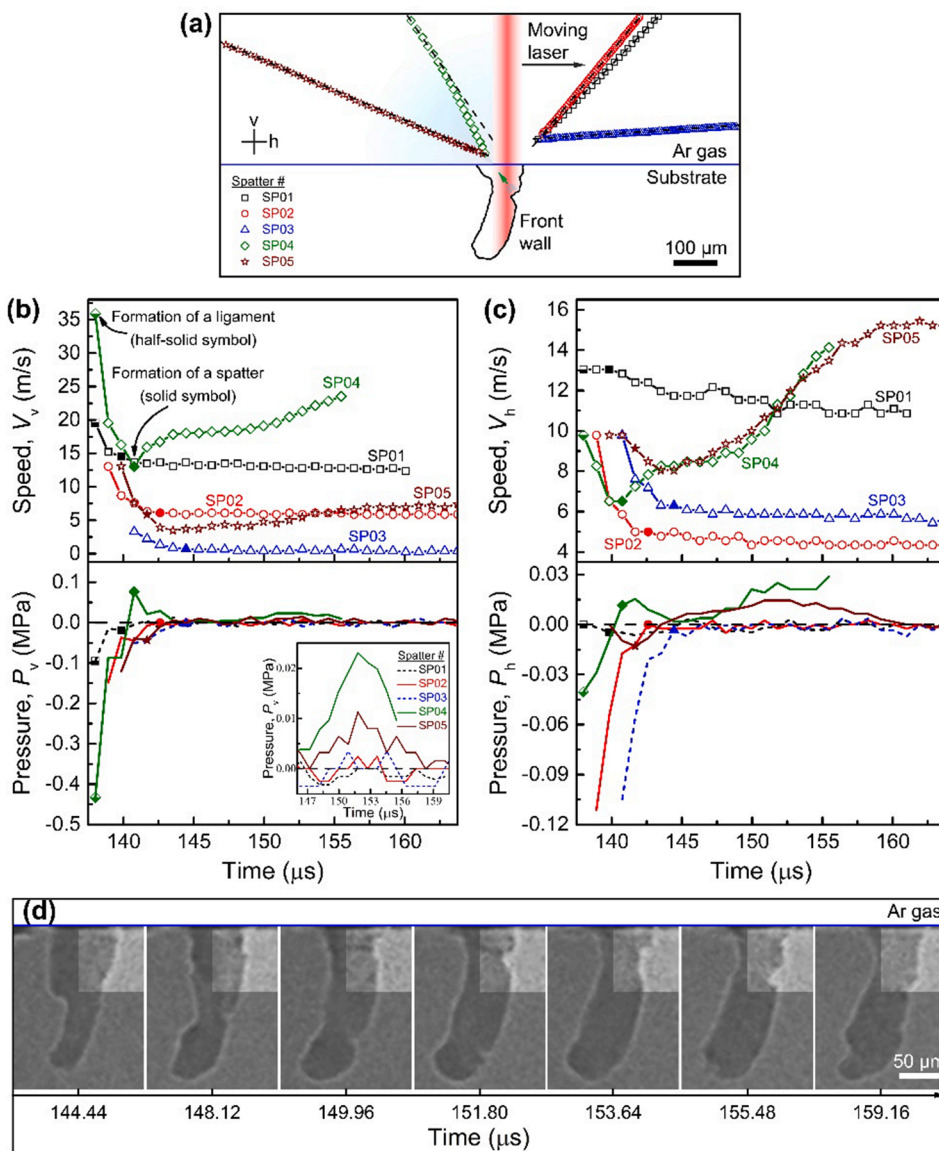 (a)
Moving
laser
v
h
Ar gas
Substrate
Spatter #
SP01
SP02
SP03
SP04
SP05
Front
wall
100 μm
(b)
Speed, Vv (m/s)
35
30
25
20
15
10
5
0
Formation of a ligament
(half-solid symbol)
Formation of a spatter
(solid symbol)
SP04
SP01
SP02
SP05
SP03
Pressure, Pv (MPa)
0.1
0.0
-0.1
-0.2
-0.3
-0.4
-0.5
Pressure, Pv (MPa)
0.02
0.01
0.00
Spatter #
SP01
SP02
SP03
SP04
SP05
147 150 153 156 159
Time (μs)
140 145 150 155 160
Time (μs)
(c)
Speed, Vh (m/s)
16
14
12
10
8
6
4
SP05
SP01
SP04
SP03
SP02
Pressure, Ph (MPa)
0.03
0.00
-0.03
-0.06
-0.09
-0.12
140 145 150 155 160
Time (μs)
(d)
Ar gas
50 μm
144.44 148.12 149.96 151.80 153.64 155.48 159.16
Time (μs)